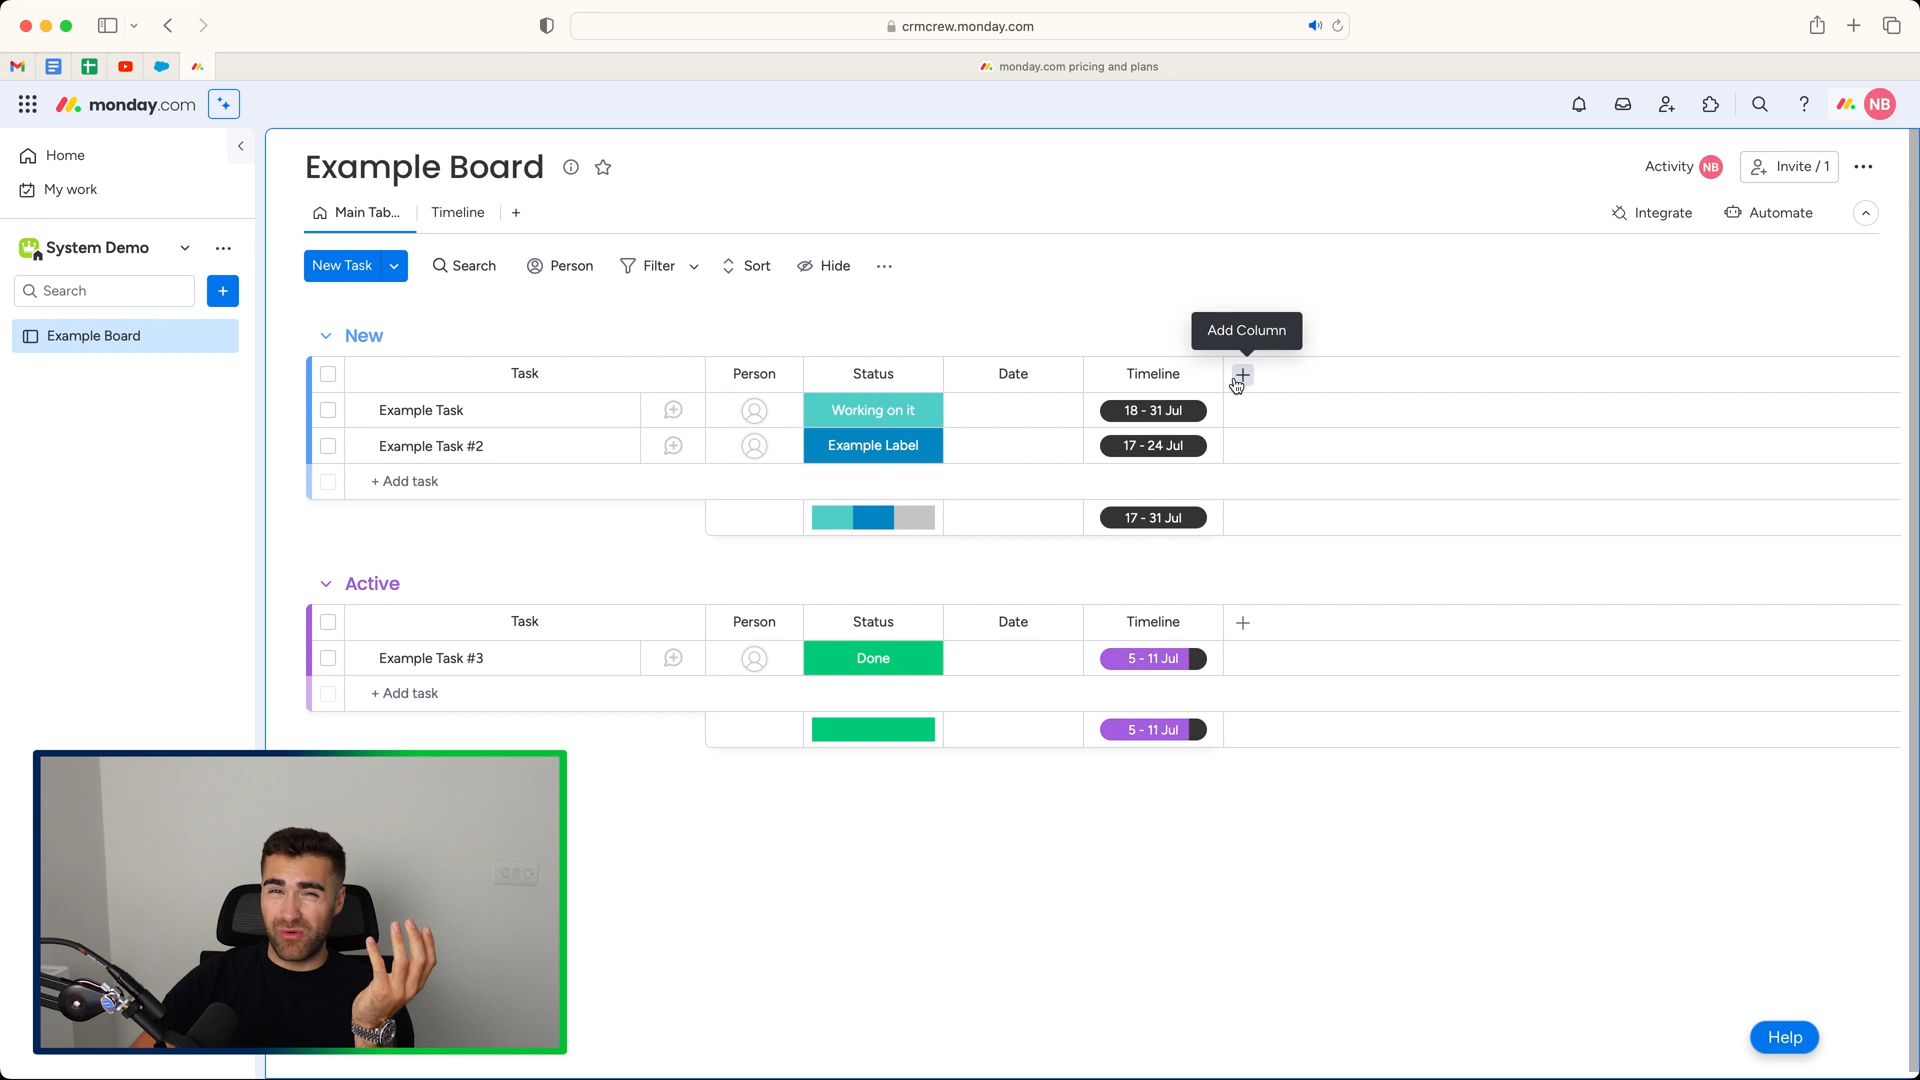 crmcrew.monday.com
monday.com pricing and plans
monday.com
NB
Home
My work
System Demo
Search
Example Board
Example Board
Activity NB Invite / 1
Main Tab... Timeline + Integrate Automate
New Task Search Person Filter Sort Hide
Add Column
New
Task Person Status Date Timeline +
Example Task Working on it 18 - 31 Jul
Example Task #2 Example Label 17 - 24 Jul
+ Add task
17 - 31 Jul
Active
Task Person Status Date Timeline +
Example Task #3 Done 5 - 11 Jul
+ Add task
5 - 11 Jul
Help